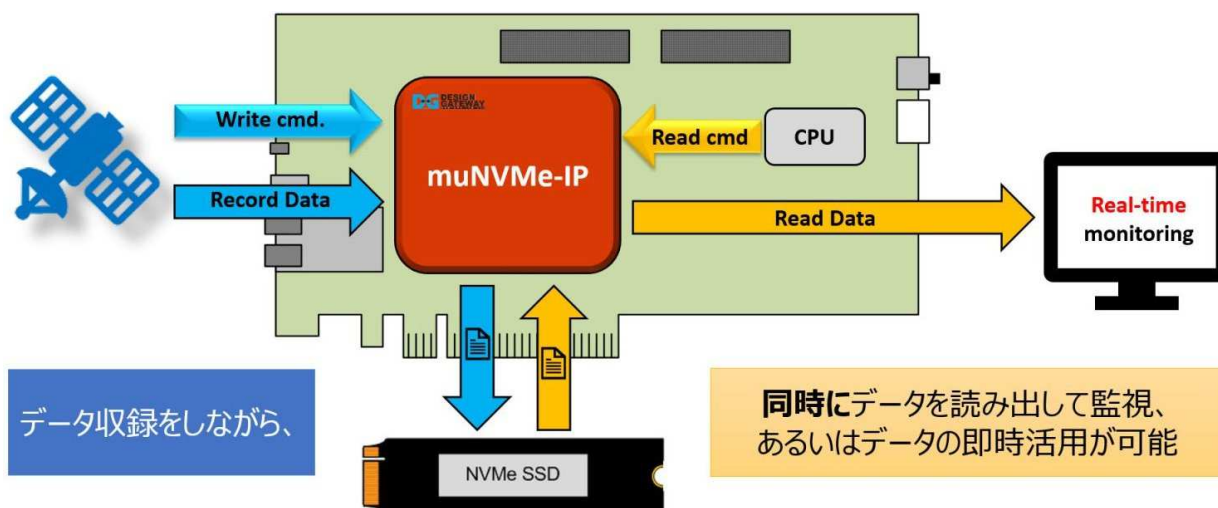 Write cmd.
Record Data
DG DESIGN
GATEWAY
muNVMe-IP
Read cmd
CPU
Read Data
Real-time
monitoring
データ収録をしながら、
NVMe SSD
同時にデータを読み出して監視、
あるいはデータの即時活用が可能